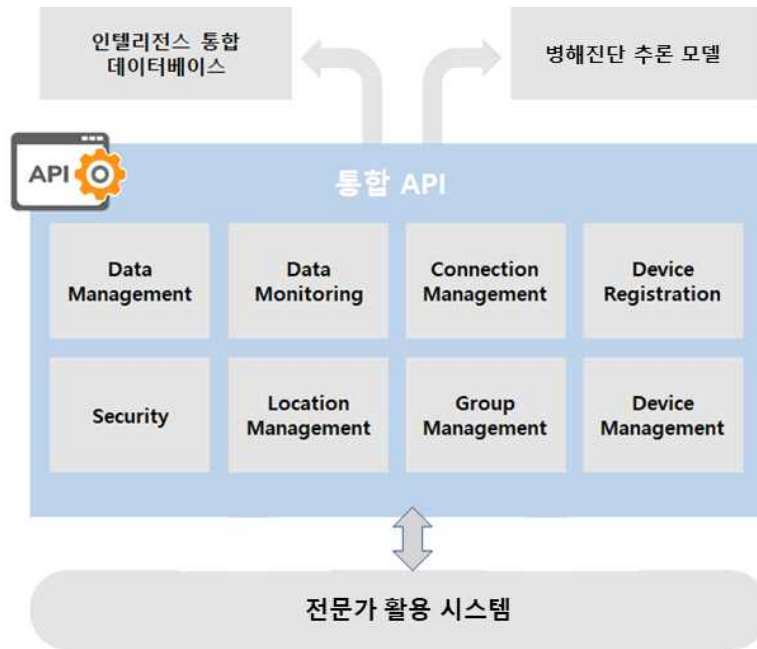 인텔리전스 통합
데이터베이스
병해진단 추론 모델
API
통합 API
Data
Management
Data
Monitoring
Connection
Management
Device
Registration
Security
Location
Management
Group
Management
Device
Management
전문가 활용 시스템